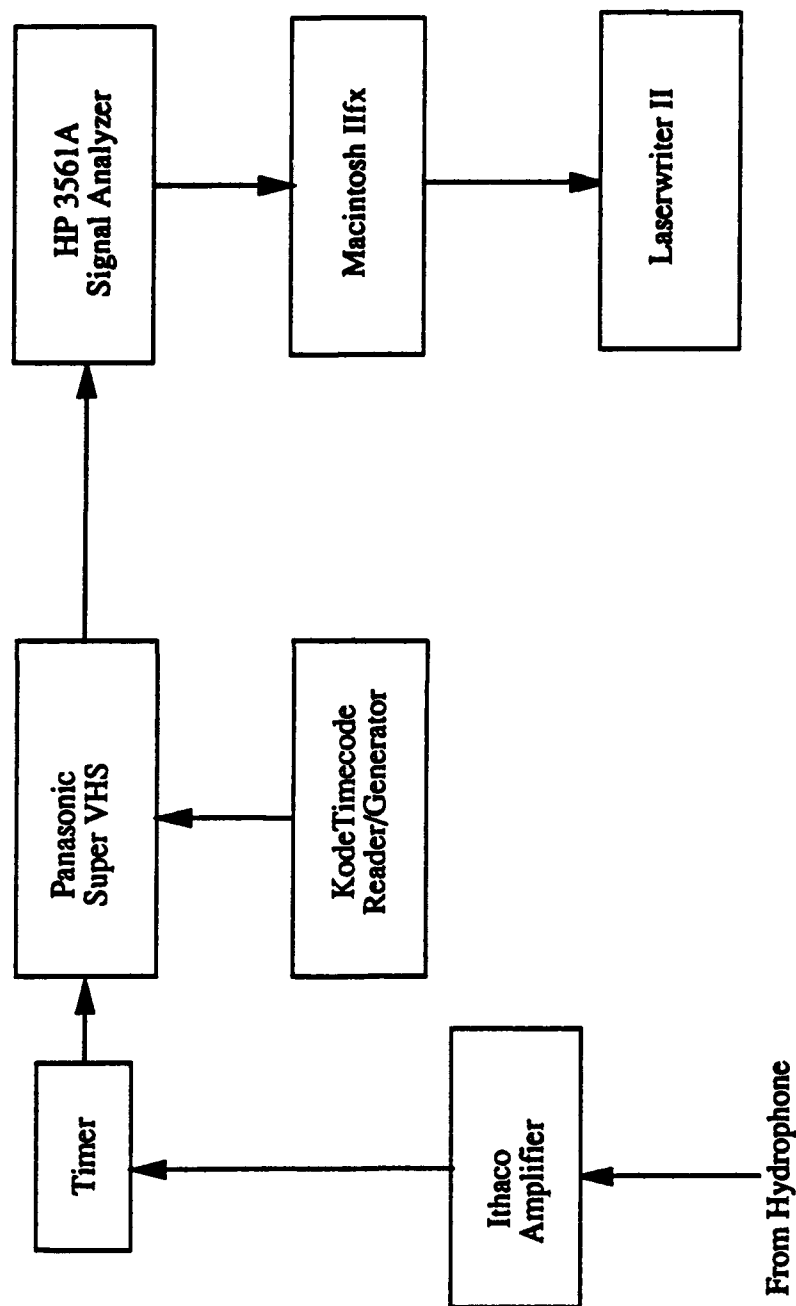 From Hydrophone
Ithaco
Amplifier
Timer
Panasonic
Super VHS
KodeTimecode
Reader/Generator
HP 3561A
Signal Analyzer
Macintosh IIfx
Laserwriter II